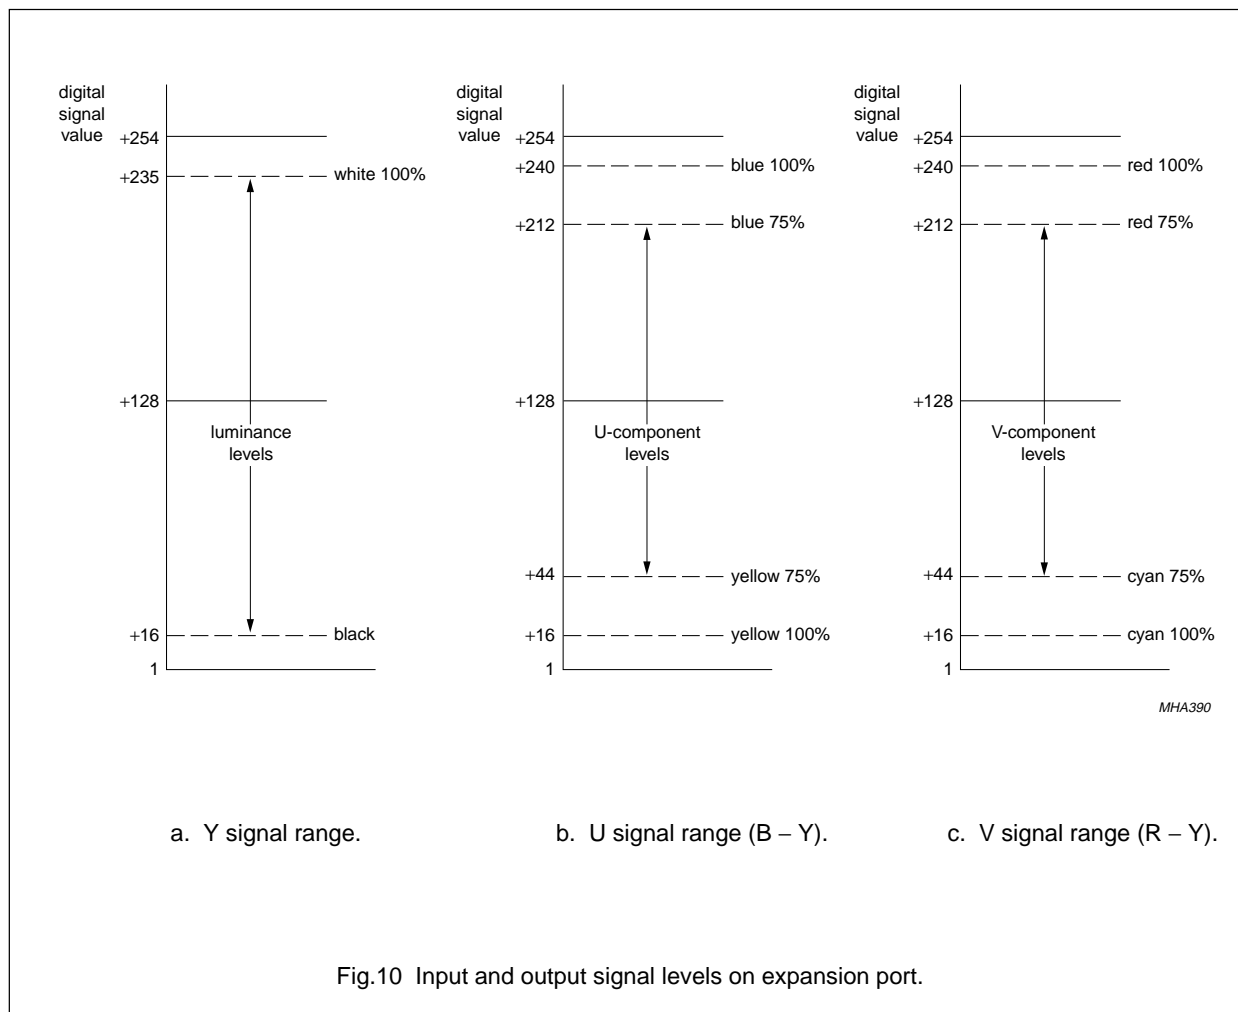 digital
signal
value
+254
+235
white 100%
+128
luminance
levels
+16
black
1
digital
signal
value
+254
+240
blue 100%
+212
blue 75%
+128
U-component
levels
+44
yellow 75%
+16
yellow 100%
1
digital
signal
value
+254
+240
red 100%
+212
red 75%
+128
V-component
levels
+44
cyan 75%
+16
cyan 100%
1
MHA390
a. Y signal range.
b. U signal range (B − Y).
c. V signal range (R − Y).
Fig.10 Input and output signal levels on expansion port.